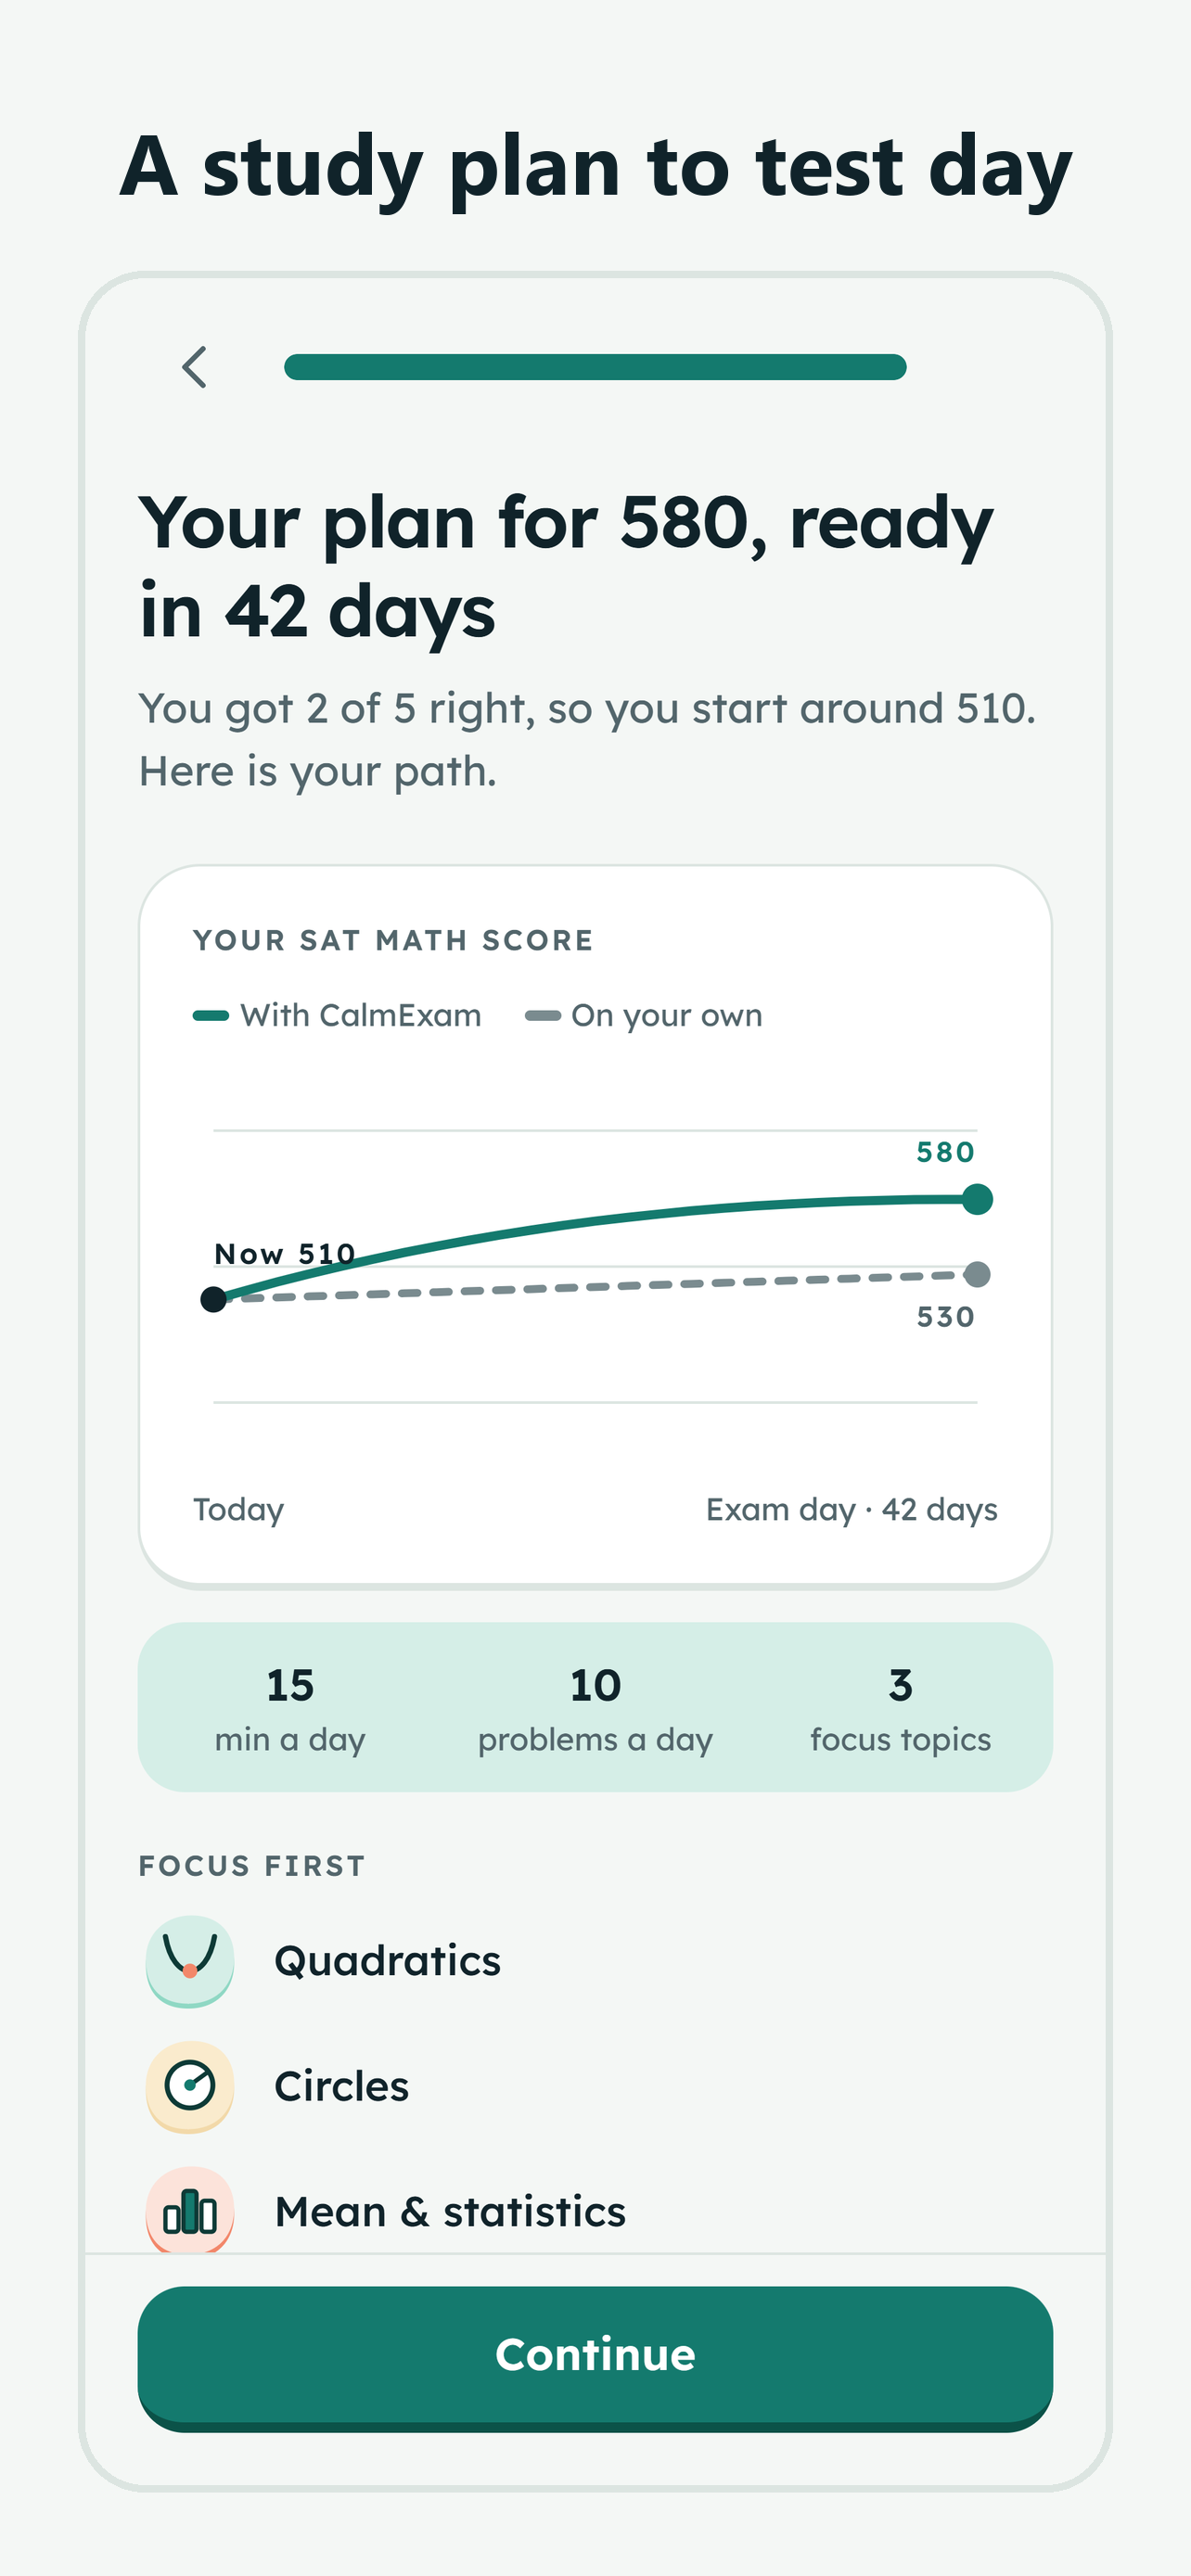 A study plan to test day
Your plan for 580, ready
in 42 days
You got 2 of 5 right, so you start around 510.
Here is your path.
YOUR SAT MATH SCORE
With CalmExam On your own
580
Now 510
530
Today Exam day · 42 days
15 10 3
min a day problems a day focus topics
FOCUS FIRST
Quadratics
Circles
Mean & statistics
Continue